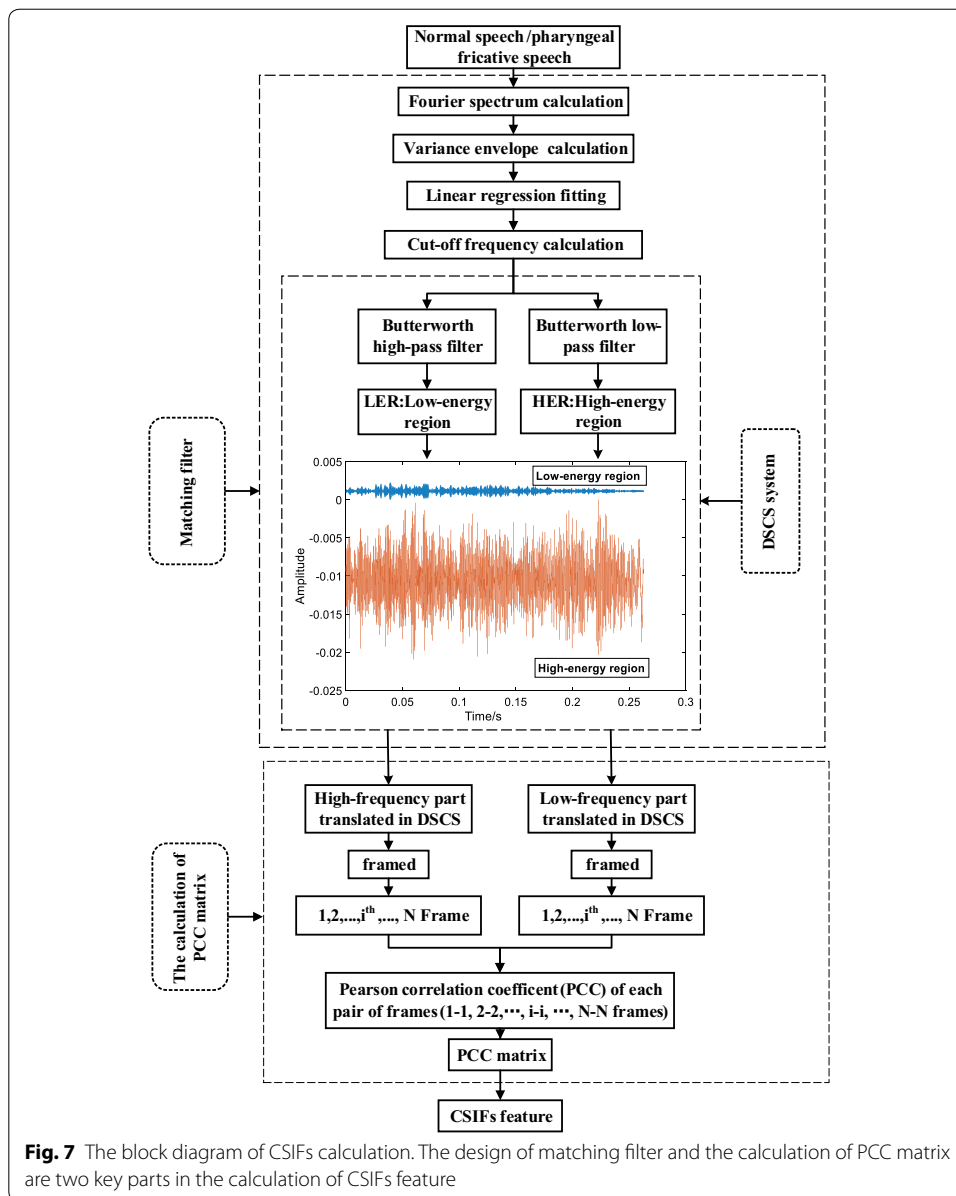 Normal speech/pharyngeal
fricative speech
Fourier spectrum calculation
Variance envelope calculation
Linear regression fitting
Cut-off frequency calculation
Butterworth
high-pass filter
Butterworth low-
pass filter
LER:Low-energy
region
HER:High-energy
region
Matching filter
DSCS system
0.005
0
-0.005
-0.01
-0.015
-0.02
-0.025
Amplitude
Low-energy region
High-energy region
0
0.05
0.1
0.15
0.2
0.25
0.3
Time/s
High-frequency part
translated in DSCS
Low-frequency part
translated in DSCS
framed
framed
The calculation of
PCC matrix
1,2,...,ith ,..., N Frame
1,2,...,ith ,..., N Frame
Pearson correlation coefficent(PCC) of each
pair of frames(1-1, 2-2,⋯, i-i, ⋯, N-N frames)
PCC matrix
CSIFs feature
Fig. 7 The block diagram of CSIFs calculation. The design of matching filter and the calculation of PCC matrix
are two key parts in the calculation of CSIFs feature